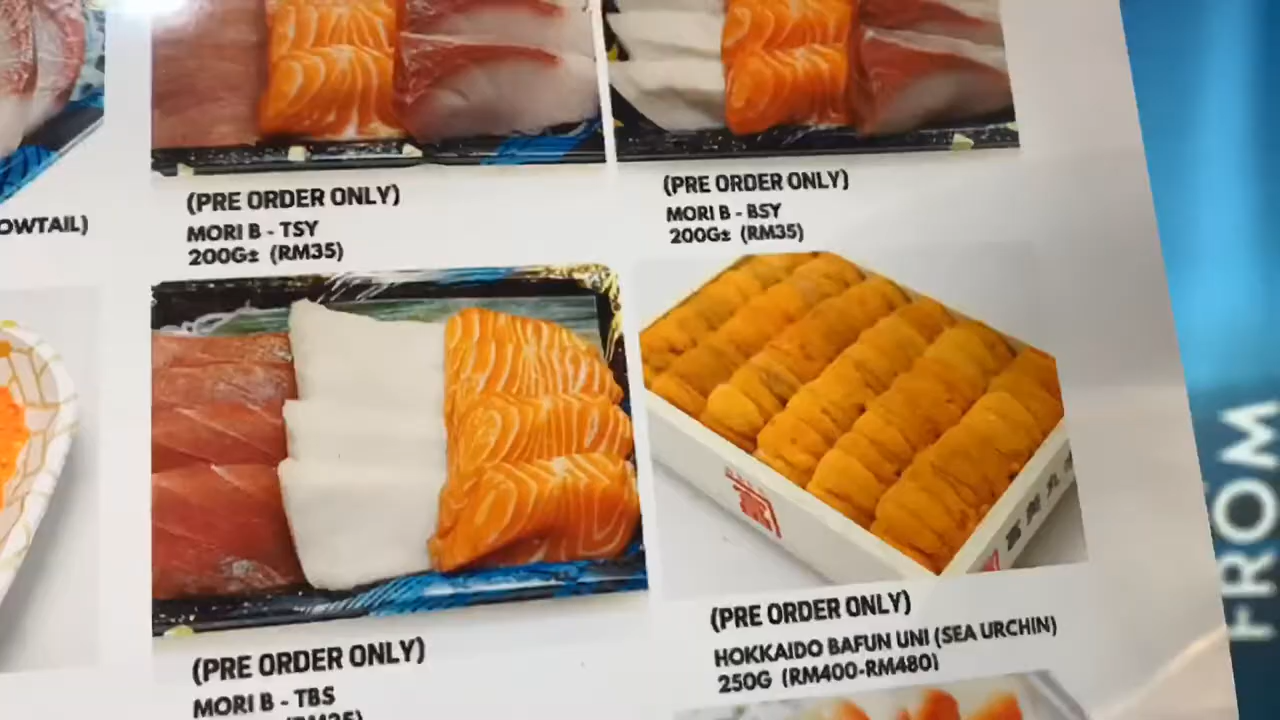 (PRE ORDER ONLY)
MORI B - TSY
200G± (RM35)
(PRE ORDER ONLY)
MORI B - BSY
200G± (RM35)
OWTAIL)
(PRE ORDER ONLY)
MORI B - TBS
(RM35)
(PRE ORDER ONLY)
HOKKAIDO BAFUN UNI (SEA URCHIN)
250G (RM400-RM480)
FROM